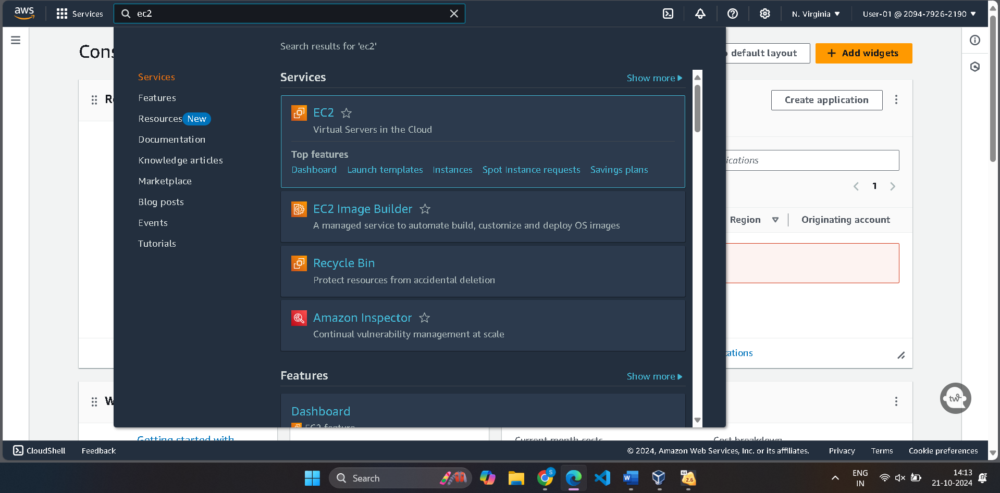 aws
Services
ec2
N. Virginia
User-01 @ 2094-7926-2190
Search results for 'ec2'
default layout
Add widgets
Services
Features
Resources New
Documentation
Knowledge articles
Marketplace
Blog posts
Events
Tutorials
Services
Show more
EC2
Virtual Servers in the Cloud
Top features
Dashboard Launch templates Instances Spot Instance requests Savings plans
EC2 Image Builder
A managed service to automate build, customize and deploy OS images
Recycle Bin
Protect resources from accidental deletion
Amazon Inspector
Continual vulnerability management at scale
Features
Show more
Dashboard
EC2 feature
Create application
1
Region
Originating account
Getting started with
Current month costs
Cost breakdown
CloudShell
Feedback
© 2024, Amazon Web Services, Inc. or its affiliates.
Privacy
Terms
Cookie preferences
Search
S
64
2.6
ENG
IN
14:13
21-10-2024